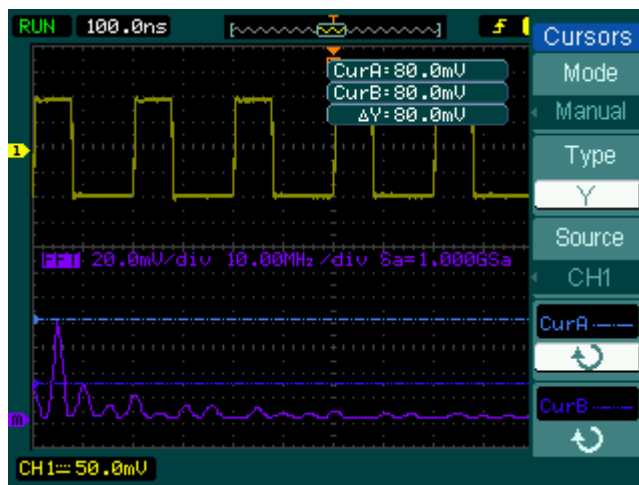 RUN 100.0ns T
Cursors
CurA:80.0mV
CurB:80.0mV
ΔY:80.0mV
Mode
Manual
Type
Y
Source
CH1
1
FFT 20.0mV/div 10.00MHz/div Sa=1.000GSa
CurA
M
CurB
CH1 50.0mV